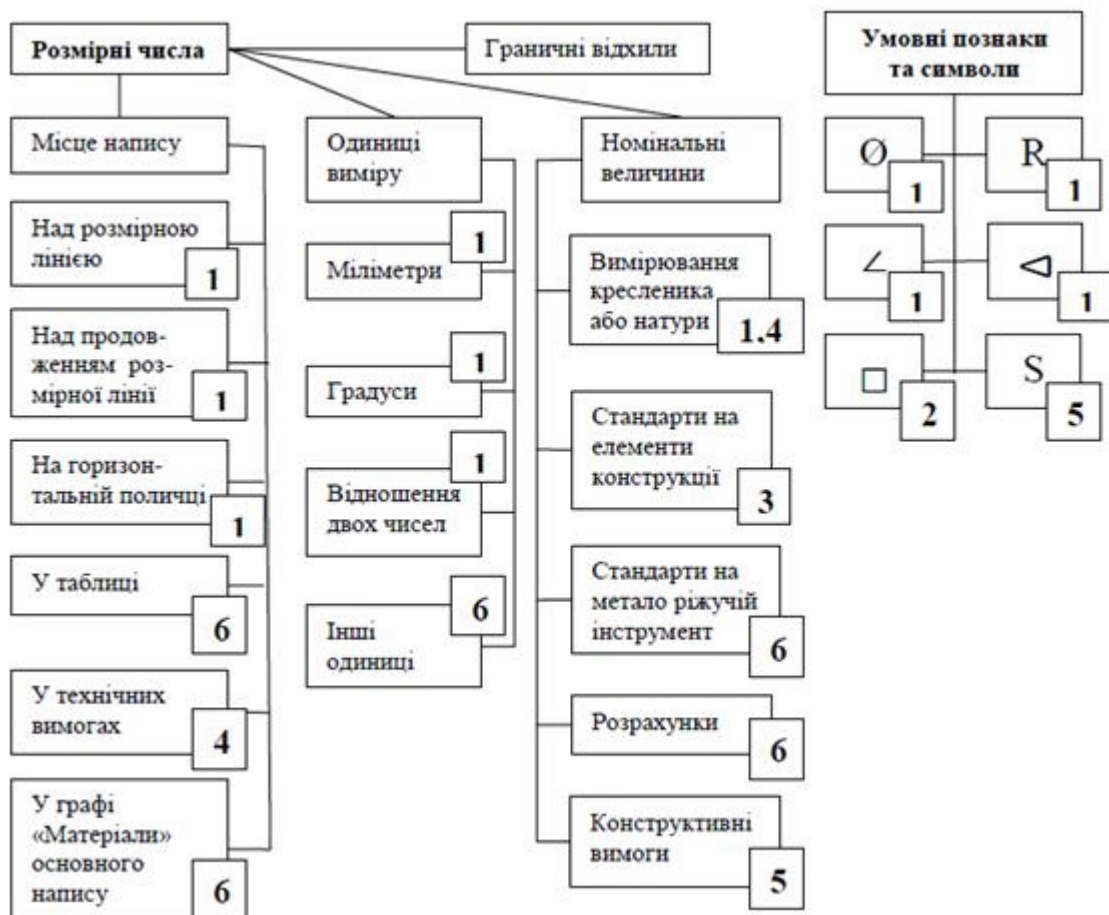 Розмірні числа
Граничні відхили
Умовні познаки
та символи
Місце напису
Над розмірною
лінією
1
Над продов-
женням роз-
мірної лінії
1
На горизон-
тальній поличці
1
У таблиці
6
У технічних
вимогах
4
У графі
«Матеріали»
основного
напису
6
Одиниці
виміру
1
Міліметри
1
Градуси
1
Відношення
двох чисел
6
Інші
одиниці
Номінальні
величини
Вимірювання
кресленика
або натури
1,4
Стандарти на
елементи
конструкції
3
Стандарти на
метало ріжучій
інструмент
6
Розрахунки
6
Конструктивні
вимоги
5
Ø
1
R
1
∠
1
◁
1
□
2
S
5